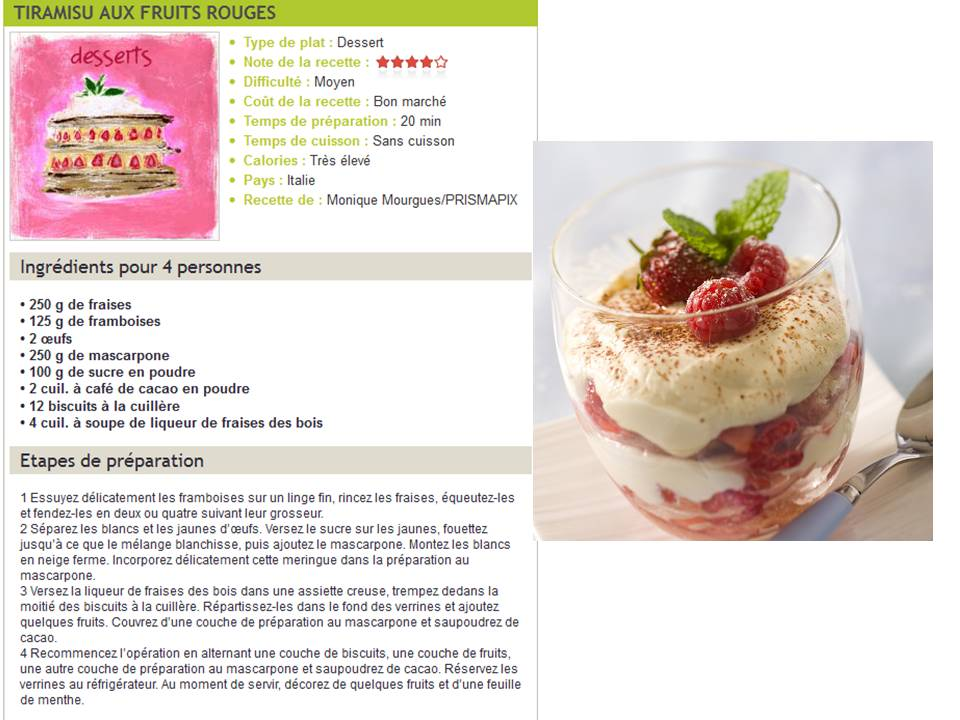 TIRAMISU AUX FRUITS ROUGES
desserts
• Type de plat : Dessert
• Note de la recette :
• Difficulté : Moyen
• Coût de la recette : Bon marché
• Temps de préparation : 20 min
• Temps de cuisson : Sans cuisson
• Calories : Très élevé
• Pays : Italie
• Recette de : Monique Mourgues/PRISMAPIX
Ingrédients pour 4 personnes
• 250 g de fraises
• 125 g de framboises
• 2 œufs
• 250 g de mascarpone
• 100 g de sucre en poudre
• 2 cuil. à café de cacao en poudre
• 12 biscuits à la cuillère
• 4 cuil. à soupe de liqueur de fraises des bois
Etapes de préparation
1 Essuyez délicatement les framboises sur un linge fin, rincez les fraises, équeutez-les
et fendez-les en deux ou quatre suivant leur grosseur.
2 Séparez les blancs et les jaunes d’œufs. Versez le sucre sur les jaunes, fouettez
jusqu’à ce que le mélange blanchisse, puis ajoutez le mascarpone. Montez les blancs
en neige ferme. Incorporez délicatement cette meringue dans la préparation au
mascarpone.
3 Versez la liqueur de fraises des bois dans une assiette creuse, trempez dedans la
moitié des biscuits à la cuillère. Répartissez-les dans le fond des verrines et ajoutez
quelques fruits. Couvrez d’une couche de préparation au mascarpone et saupoudrez de
cacao.
4 Recommencez l’opération en alternant une couche de biscuits, une couche de fruits,
une autre couche de préparation au mascarpone et saupoudrez de cacao. Réservez les
verrines au réfrigérateur. Au moment de servir, décorez de quelques fruits et d’une feuille
de menthe.